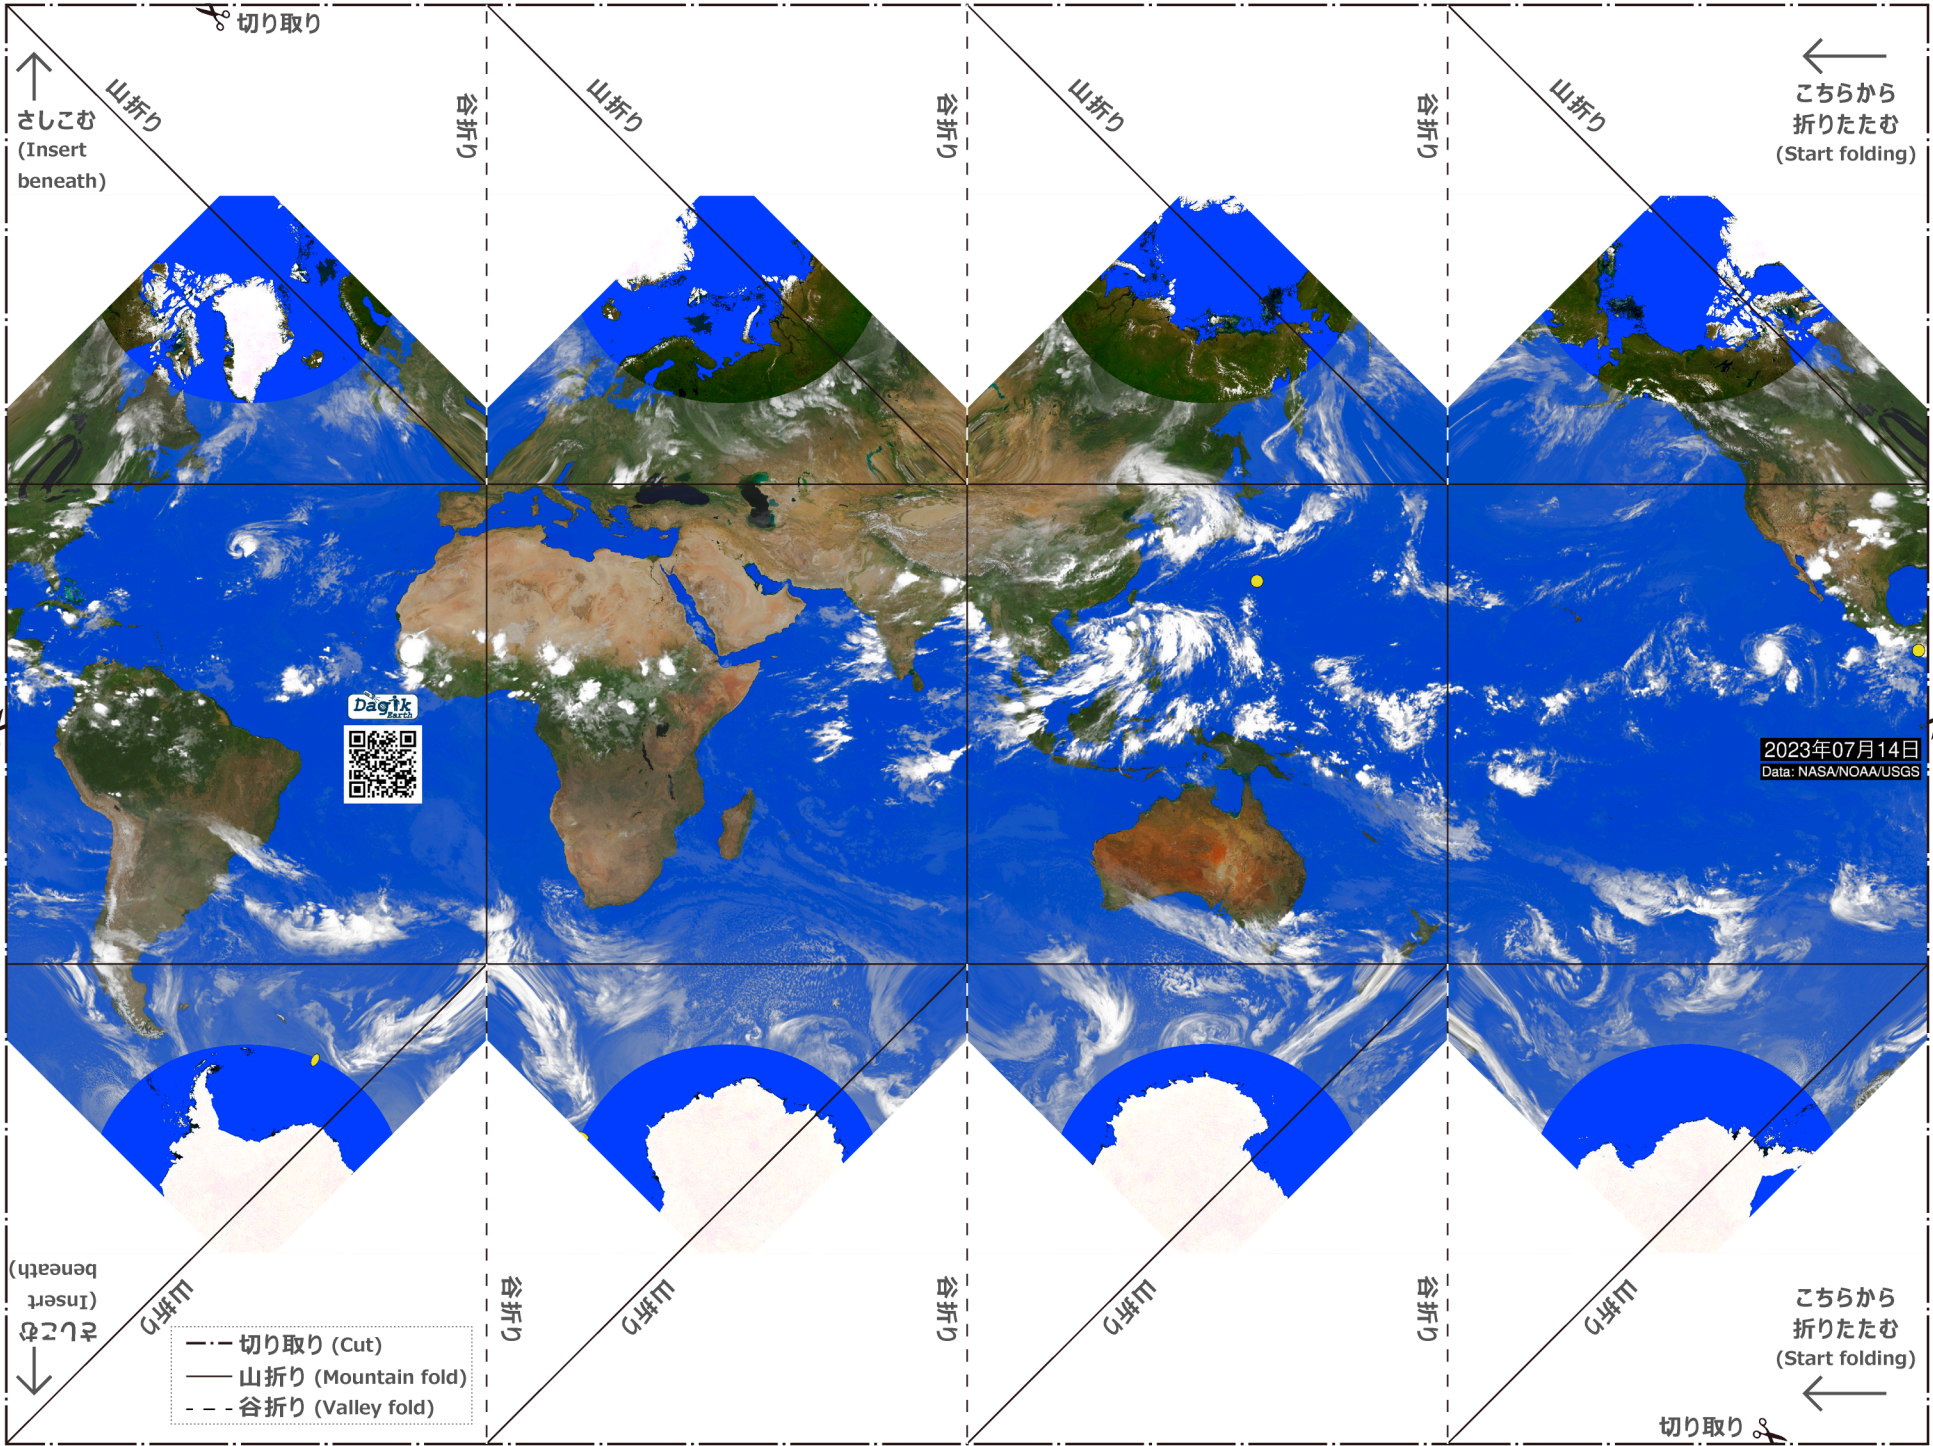 切り取り
山折り
谷折り
山折り
谷折り
山折り
谷折り
山折り
さしこむ
(Insert
beneath)
こちらから
折りたたむ
(Start folding)
Dagik
Earth
2023年07月14日
Data: NASA/NOAA/USGS
さしこむ
(Insert
beneath)
山折り
谷折り
山折り
谷折り
山折り
谷折り
山折り
こちらから
折りたたむ
(Start folding)
切り取り (Cut)
山折り (Mountain fold)
谷折り (Valley fold)
切り取り